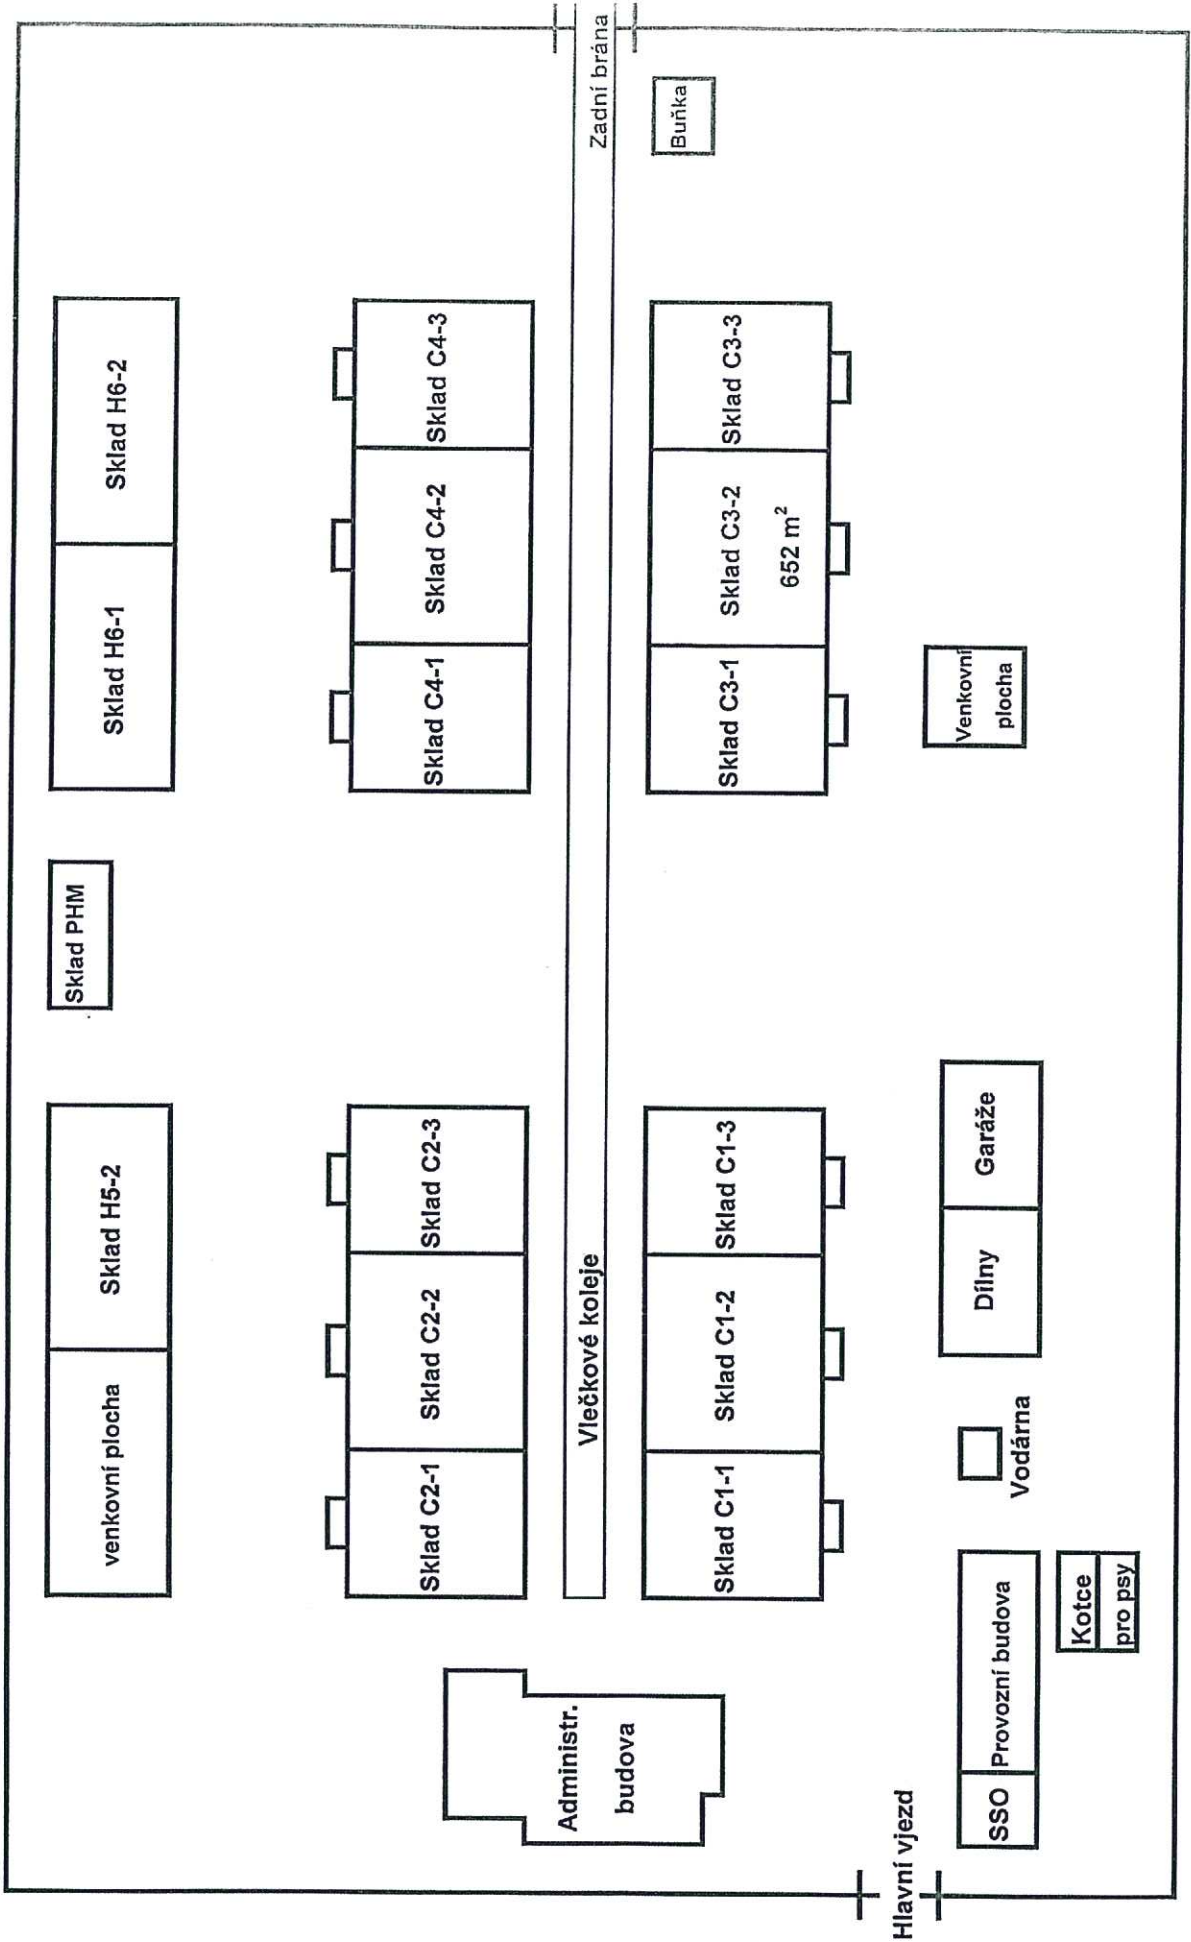 Sklad H5-2
venkovní plocha
Sklad PHM
Sklad H6-1
Sklad H6-2
Sklad C2-1
Sklad C2-2
Sklad C2-3
Sklad C4-1
Sklad C4-2
Sklad C4-3
Vlečkové koleje
Zadní brána
Administr.
budova
Sklad C1-1
Sklad C1-2
Sklad C1-3
Sklad C3-1
Sklad C3-2
652 m²
Sklad C3-3
Buňka
Hlavní vjezd
SSO
Provozní budova
Kotce
pro psy
Vodárna
Dílny
Garáže
Venkovní
plocha